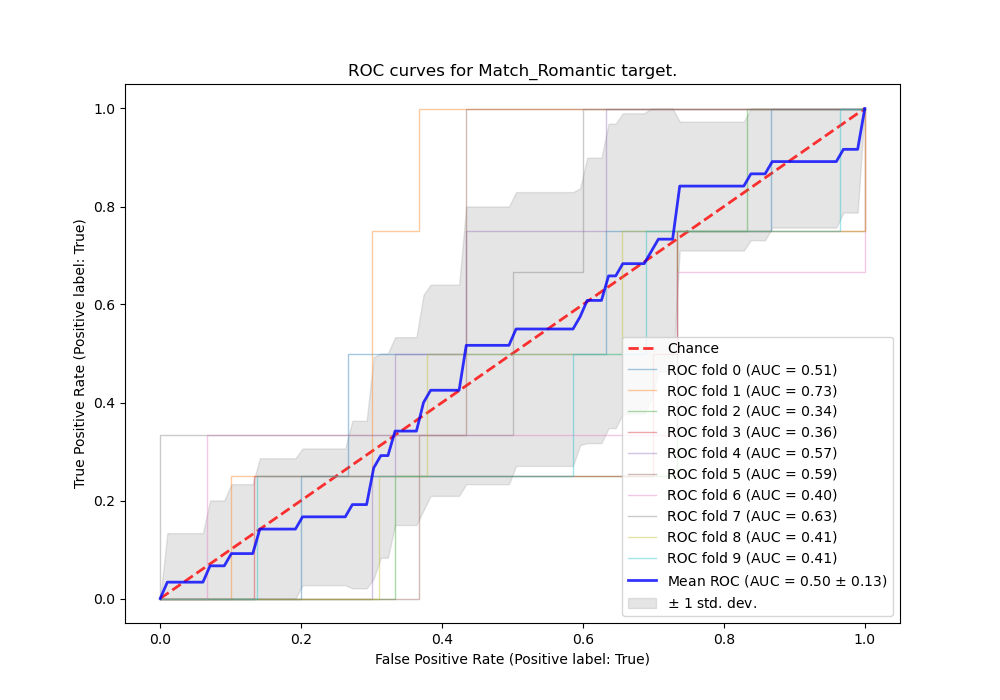 ROC curves for Match_Romantic target.
True Positive Rate (Positive label: True)
1.0
0.8
0.6
0.4
0.2
0.0
Chance
ROC fold 0 (AUC = 0.51)
ROC fold 1 (AUC = 0.73)
ROC fold 2 (AUC = 0.34)
ROC fold 3 (AUC = 0.36)
ROC fold 4 (AUC = 0.57)
ROC fold 5 (AUC = 0.59)
ROC fold 6 (AUC = 0.40)
ROC fold 7 (AUC = 0.63)
ROC fold 8 (AUC = 0.41)
ROC fold 9 (AUC = 0.41)
Mean ROC (AUC = 0.50 ± 0.13)
± 1 std. dev.
0.0 0.2 0.4 0.6 0.8 1.0
False Positive Rate (Positive label: True)